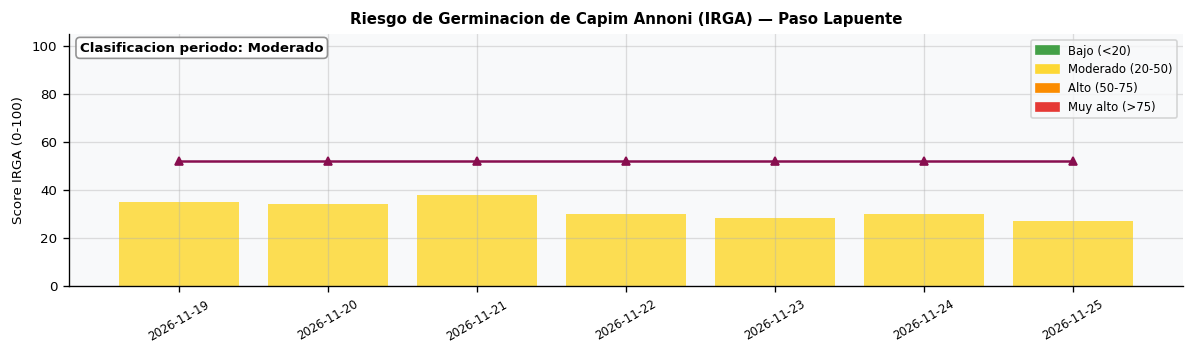 Riesgo de Germinacion de Capim Annoni (IRGA) — Paso Lapuente
Clasificacion periodo: Moderado
Bajo (<20)
Moderado (20-50)
Alto (50-75)
Muy alto (>75)
Score IRGA (0-100)
100
80
60
40
20
0
2026-11-19
2026-11-20
2026-11-21
2026-11-22
2026-11-23
2026-11-24
2026-11-25